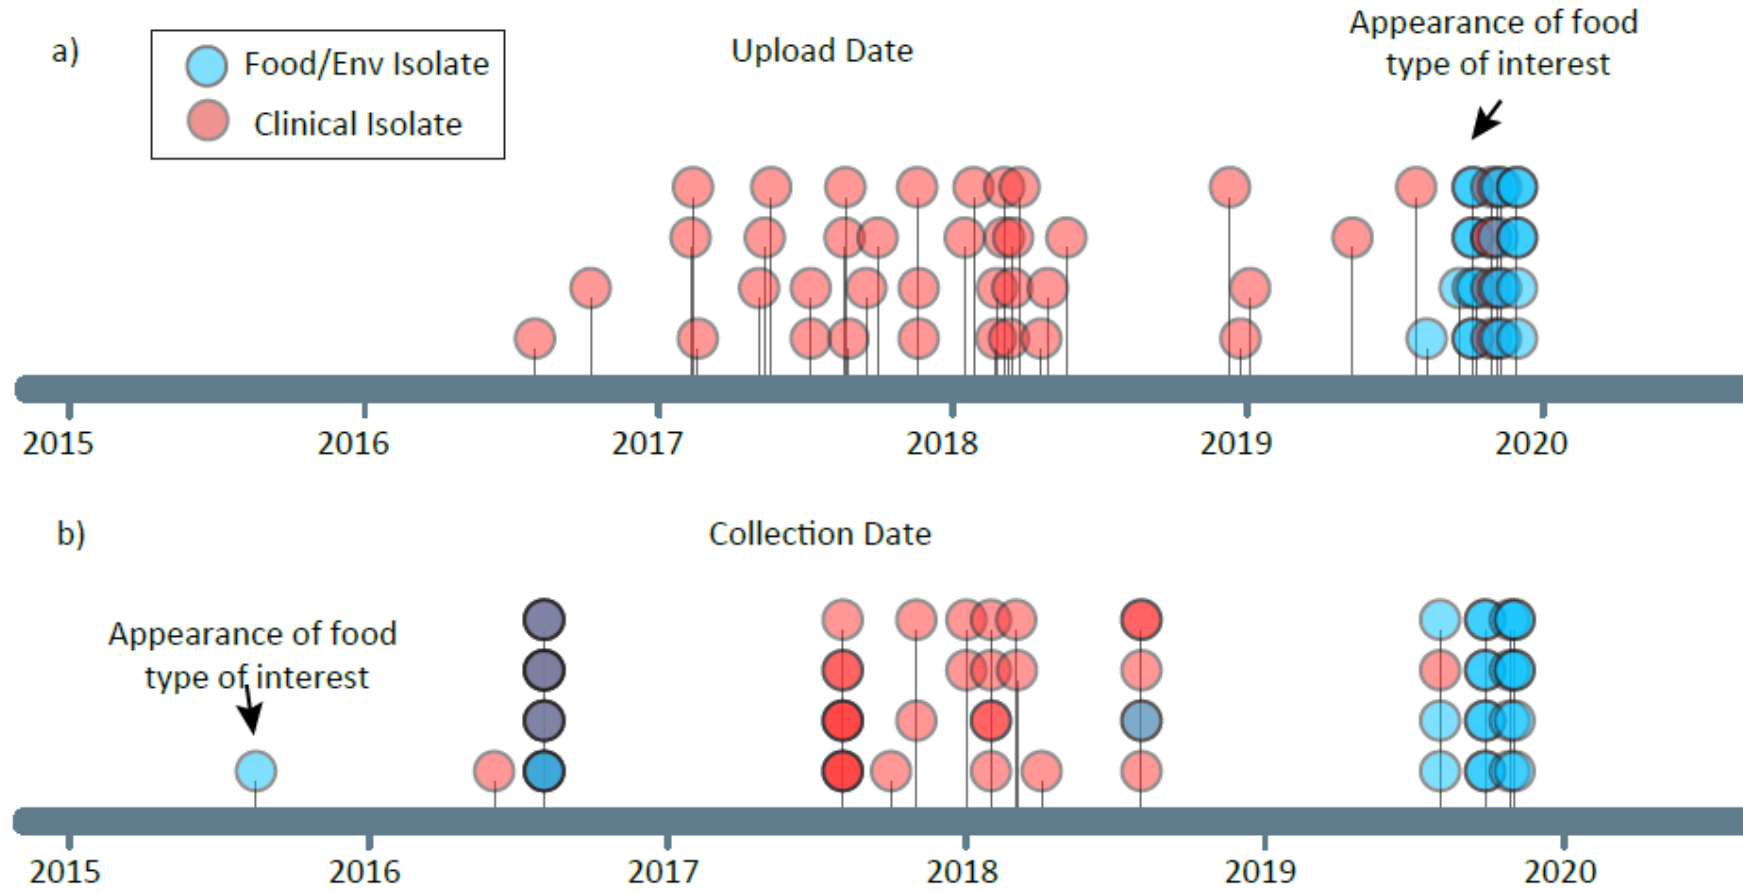 a)
Food/Env Isolate
Clinical Isolate
Upload Date
Appearance of food
type of interest
2015 2016 2017 2018 2019 2020
b)
Collection Date
Appearance of food
type of interest
2015 2016 2017 2018 2019 2020